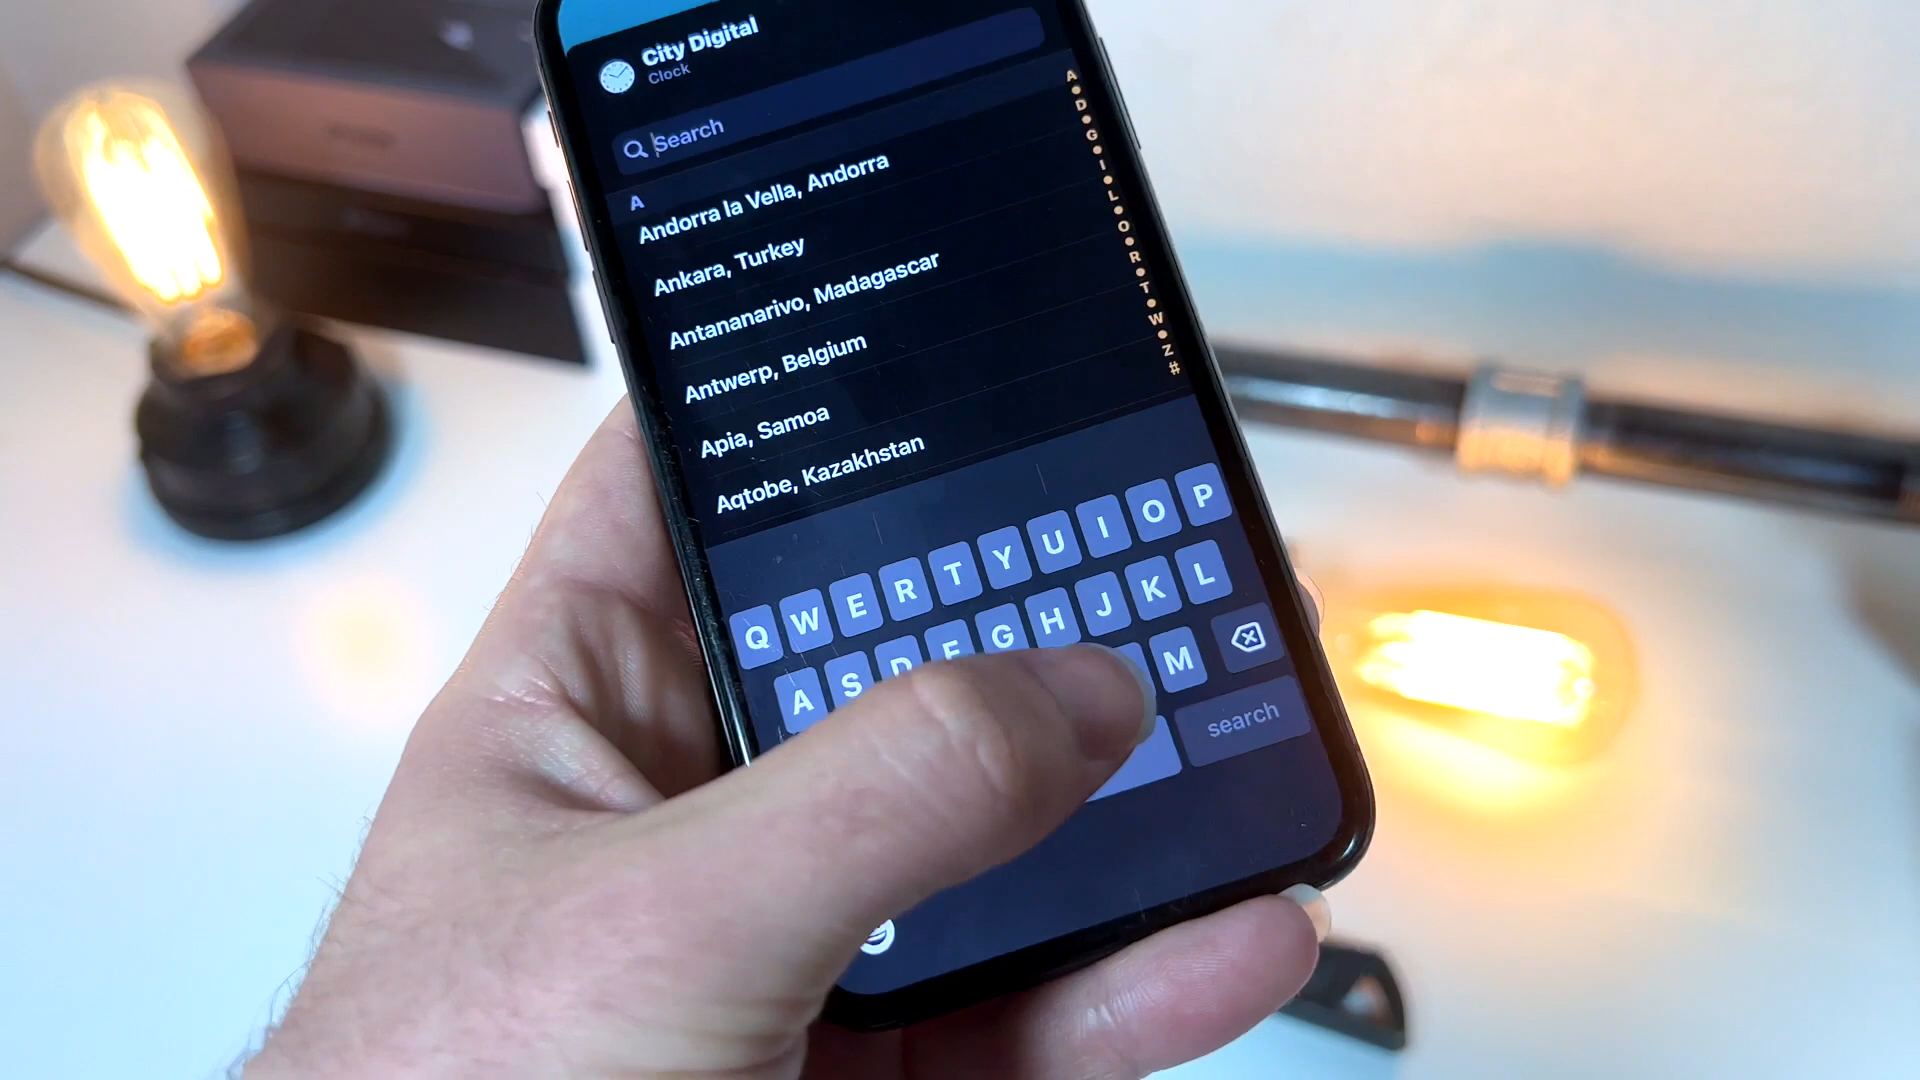 City Digital
Clock
Search
A
Andorra la Vella, Andorra
Ankara, Turkey
Antananarivo, Madagascar
Antwerp, Belgium
Apia, Samoa
Aqtobe, Kazakhstan
A
D
G
I
L
O
R
T
W
Z
#
Q W E R T Y U I O P
A S D F G H J K L
M
search